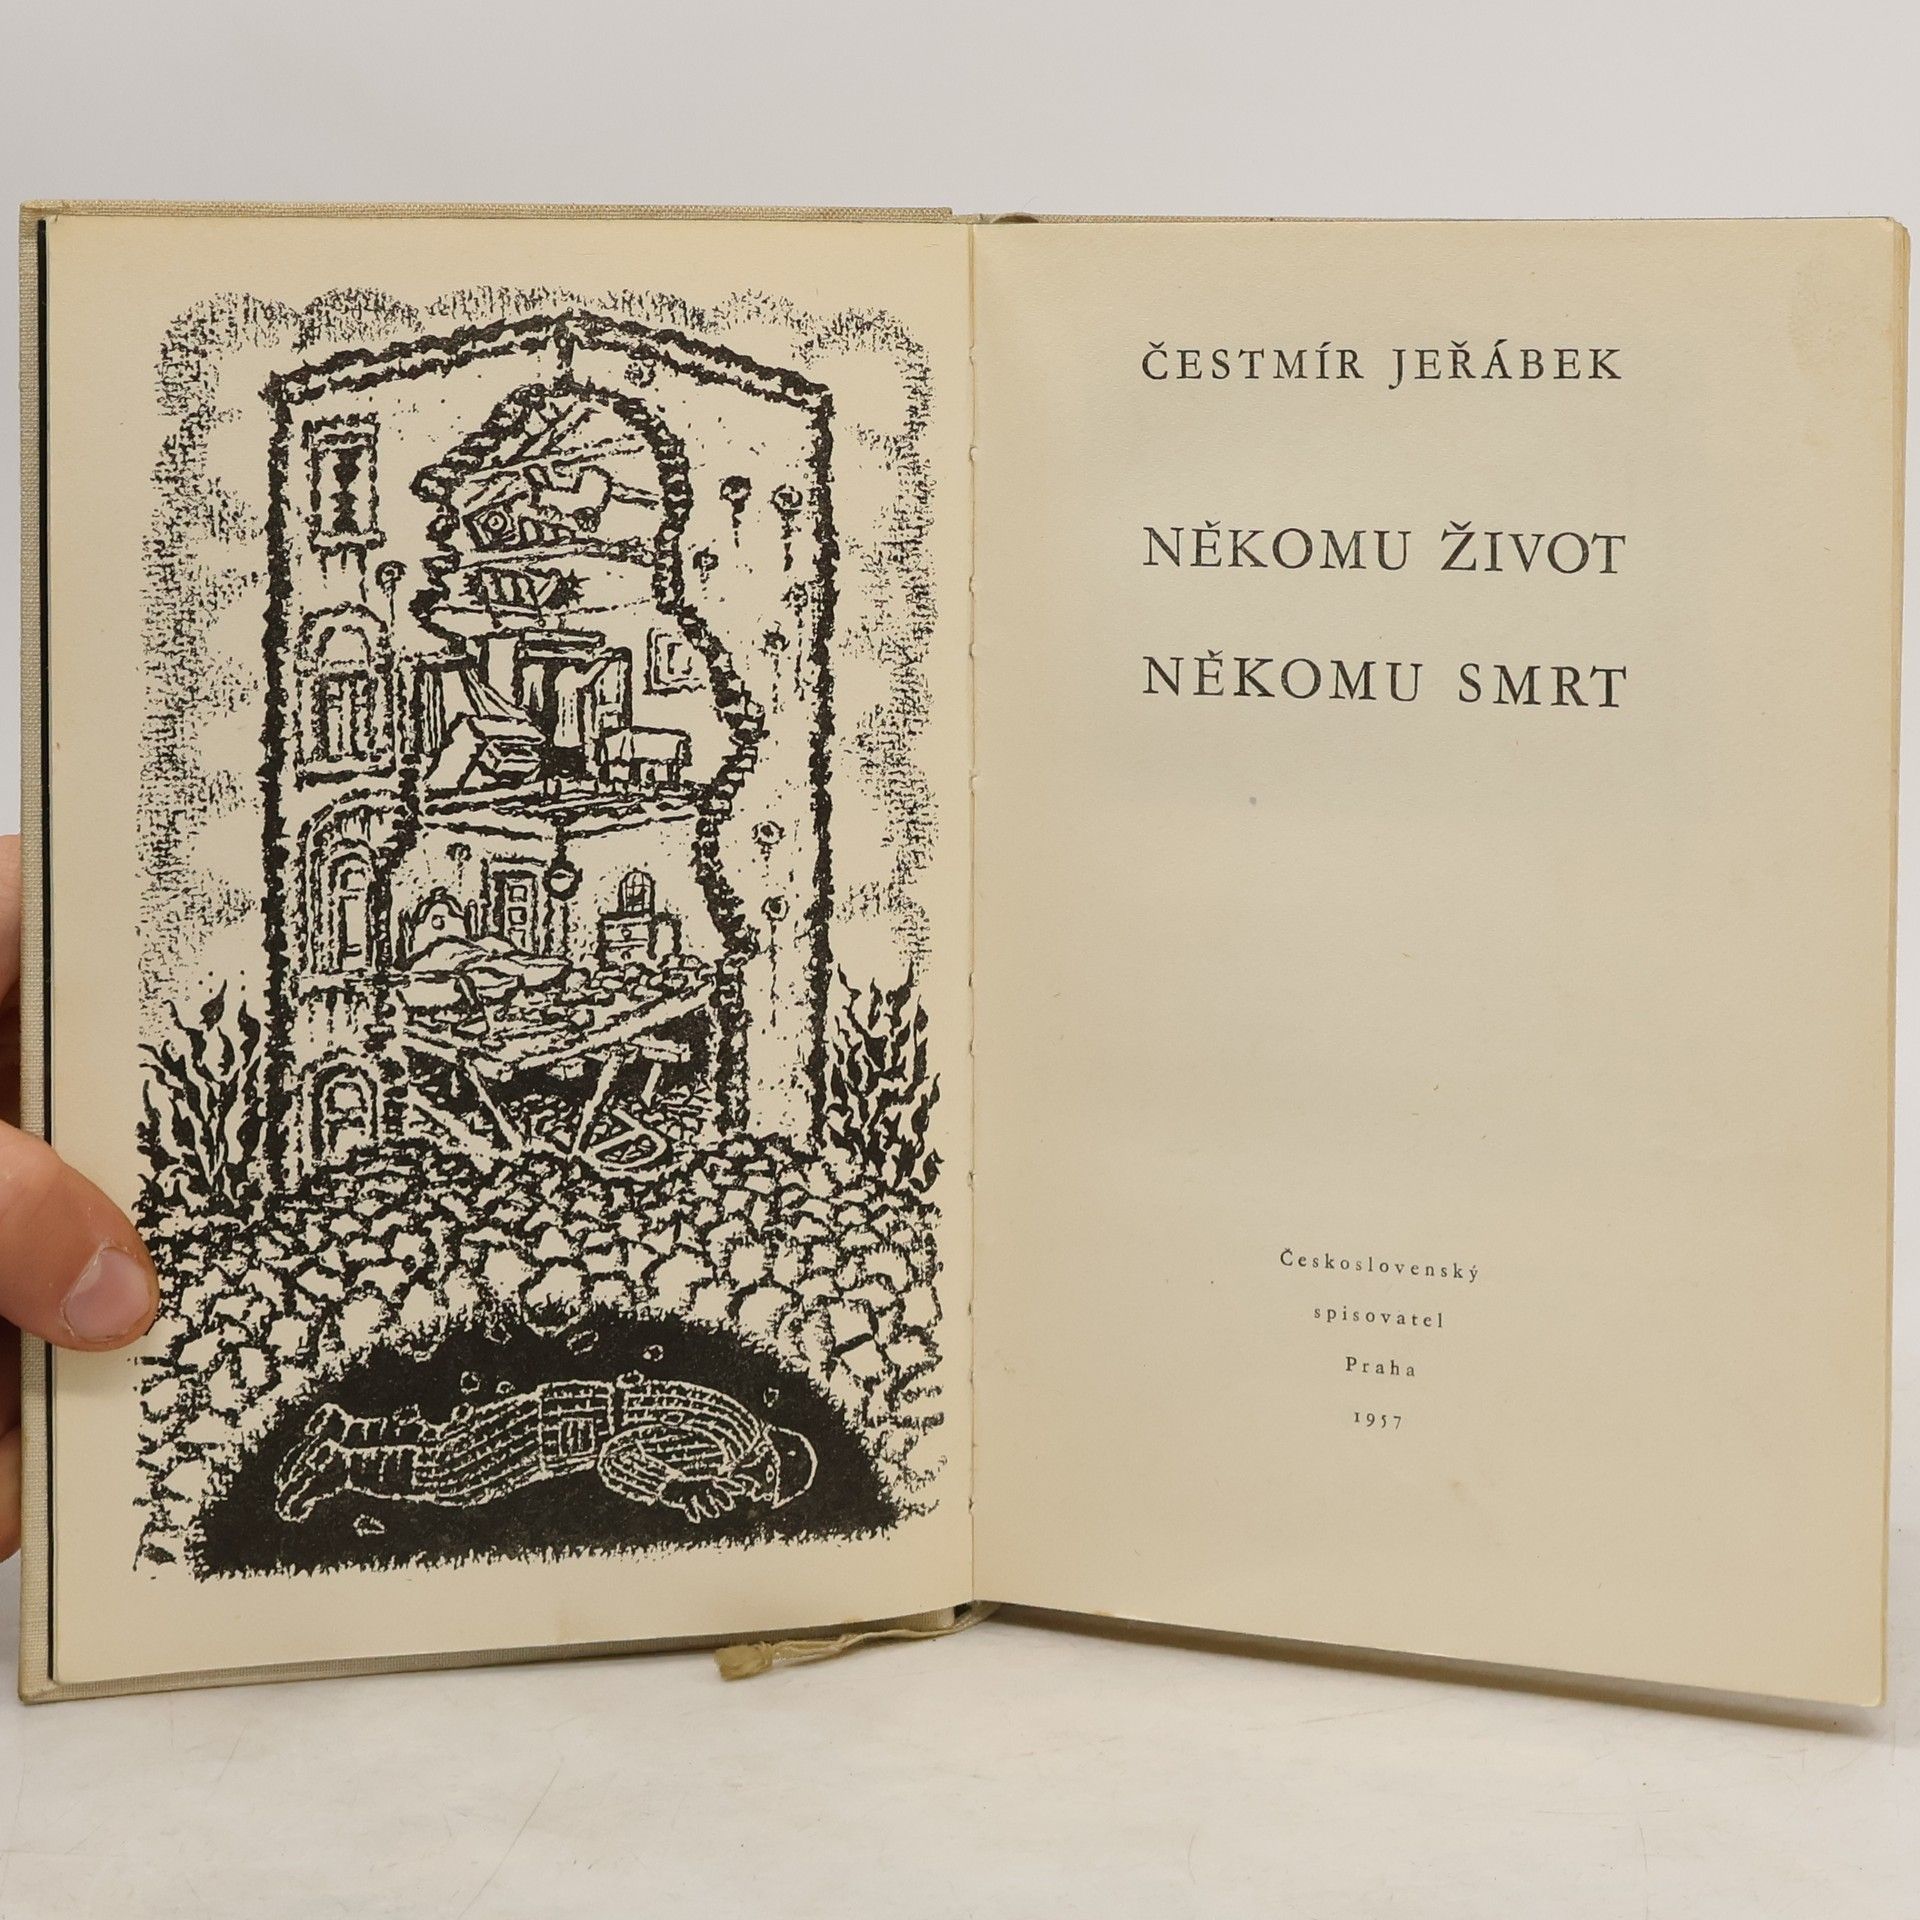 ČESTMÍR JEŘÁBEK
NĚKOMU ŽIVOT
NĚKOMU SMRT
Československý
spisovatel
Praha
1957